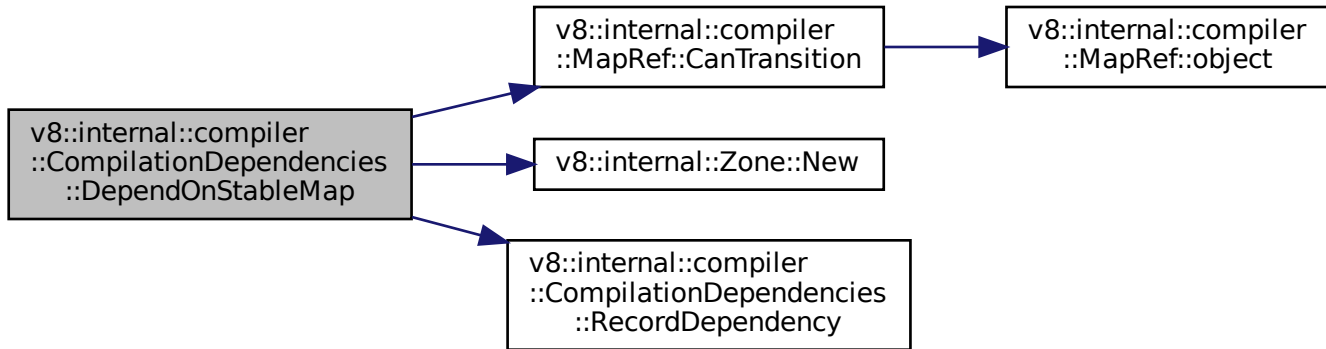 v8::internal::compiler
::CompilationDependencies
::DependOnStableMap
v8::internal::compiler
::MapRef::CanTransition
v8::internal::compiler
::MapRef::object
v8::internal::Zone::New
v8::internal::compiler
::CompilationDependencies
::RecordDependency